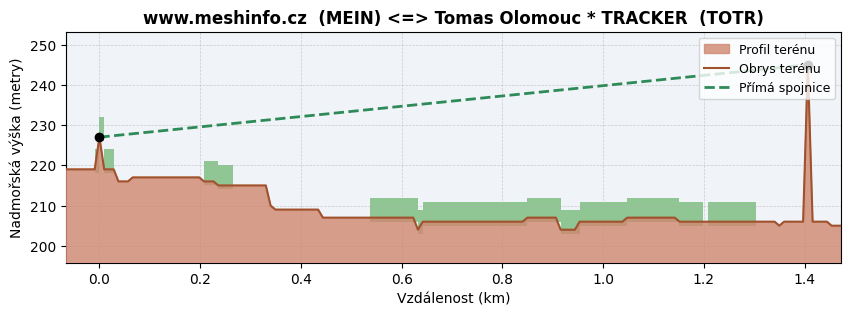 www.meshinfo.cz  (MEIN) <=> Tomas Olomouc * TRACKER  (TOTR)
Nadmořská výška (metry)
250
240
230
220
210
200
Profil terénu
Obrys terénu
Přímá spojnice
0.0 0.2 0.4 0.6 0.8 1.0 1.2 1.4
Vzdálenost (km)